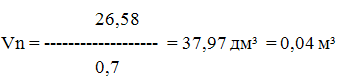 26,58
Vn = ------------------- = 37,97 дм³ = 0,04 м³
0,7